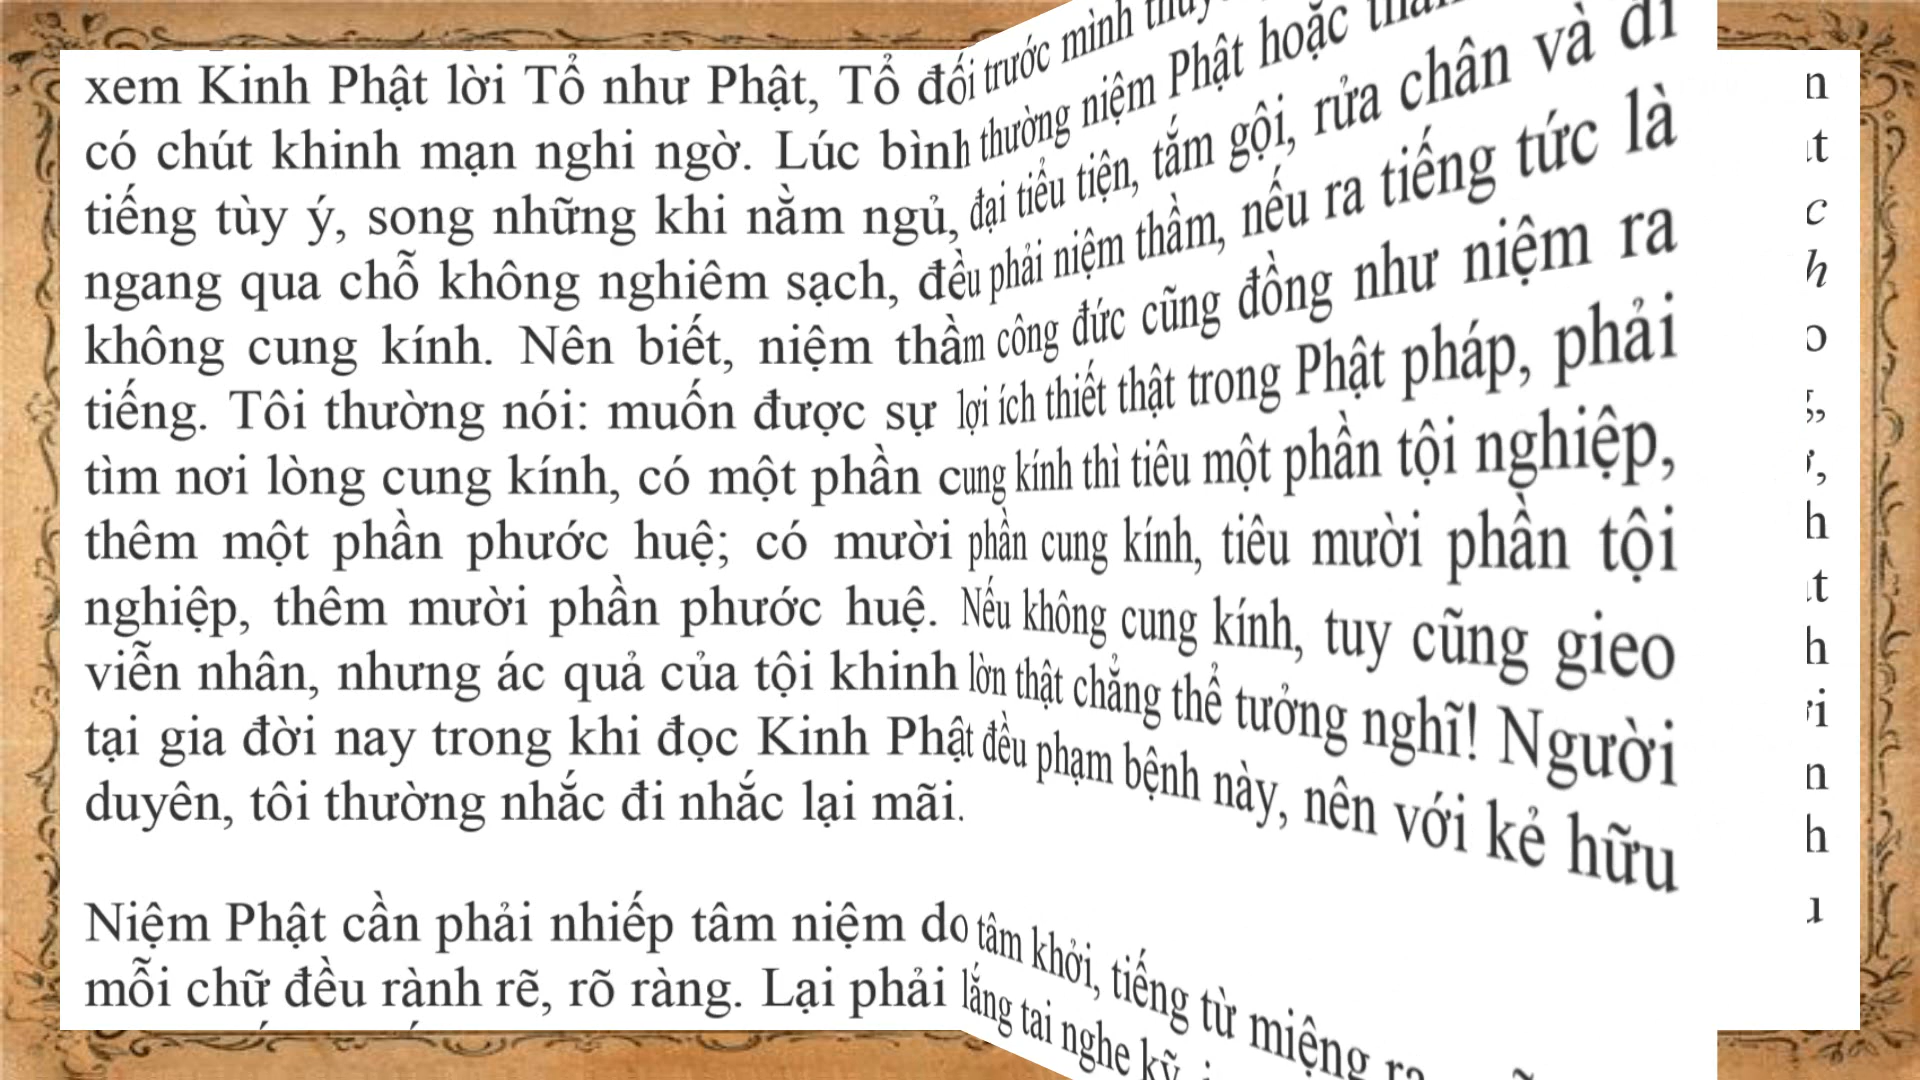 xem Kinh Phật lời Tổ như Phật, Tổ đối trước mình
có chút khinh mạn nghi ngờ. Lúc bình thường niệm Phật hoặc
tiếng tùy ý, song những khi nằm ngủ, đại tiểu tiện, tắm gội, rửa chân và đi
ngang qua chỗ không nghiêm sạch, đều phải niệm thầm, nếu ra tiếng tức là
không cung kính. Nên biết, niệm thầm công đức cũng đồng như niệm ra
tiếng. Tôi thường nói: muốn được sự lợi ích thiết thật trong Phật pháp, phải
tìm nơi lòng cung kính, có một phần cung kính thì tiêu một phần tội nghiệp,
thêm một phần phước huệ; có mười phần cung kính, tiêu mười phần tội
nghiệp, thêm mười phần phước huệ. Nếu không cung kính, tuy cũng gieo
viễn nhân, nhưng ác quả của tội khinh lờn thật chẳng thể tưởng nghĩ! Người
tại gia đời nay trong khi đọc Kinh Phật đều phạm bệnh này, nên với kẻ hữu
duyên, tôi thường nhắc đi nhắc lại mãi.
Niệm Phật cần phải nhiếp tâm niệm do tâm khởi, tiếng từ miệng ra
mỗi chữ đều rành rẽ, rõ ràng. Lại phải lắng tai nghe kỹ